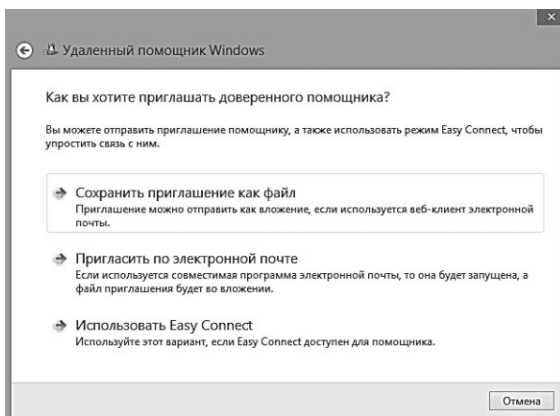 Удаленный помощник Windows
Как вы хотите приглашать доверенного помощника?
Вы можете отправить приглашение помощнику, а также использовать режим Easy Connect, чтобы
упростить связь с ним.
Сохранить приглашение как файл
Приглашение можно отправить как вложение, если используется веб-клиент электронной
почты.
Пригласить по электронной почте
Если используется совместимая программа электронной почты, то она будет запущена, а
файл приглашения будет во вложении.
Использовать Easy Connect
Используйте этот вариант, если Easy Connect доступен для помощника.
Отмена